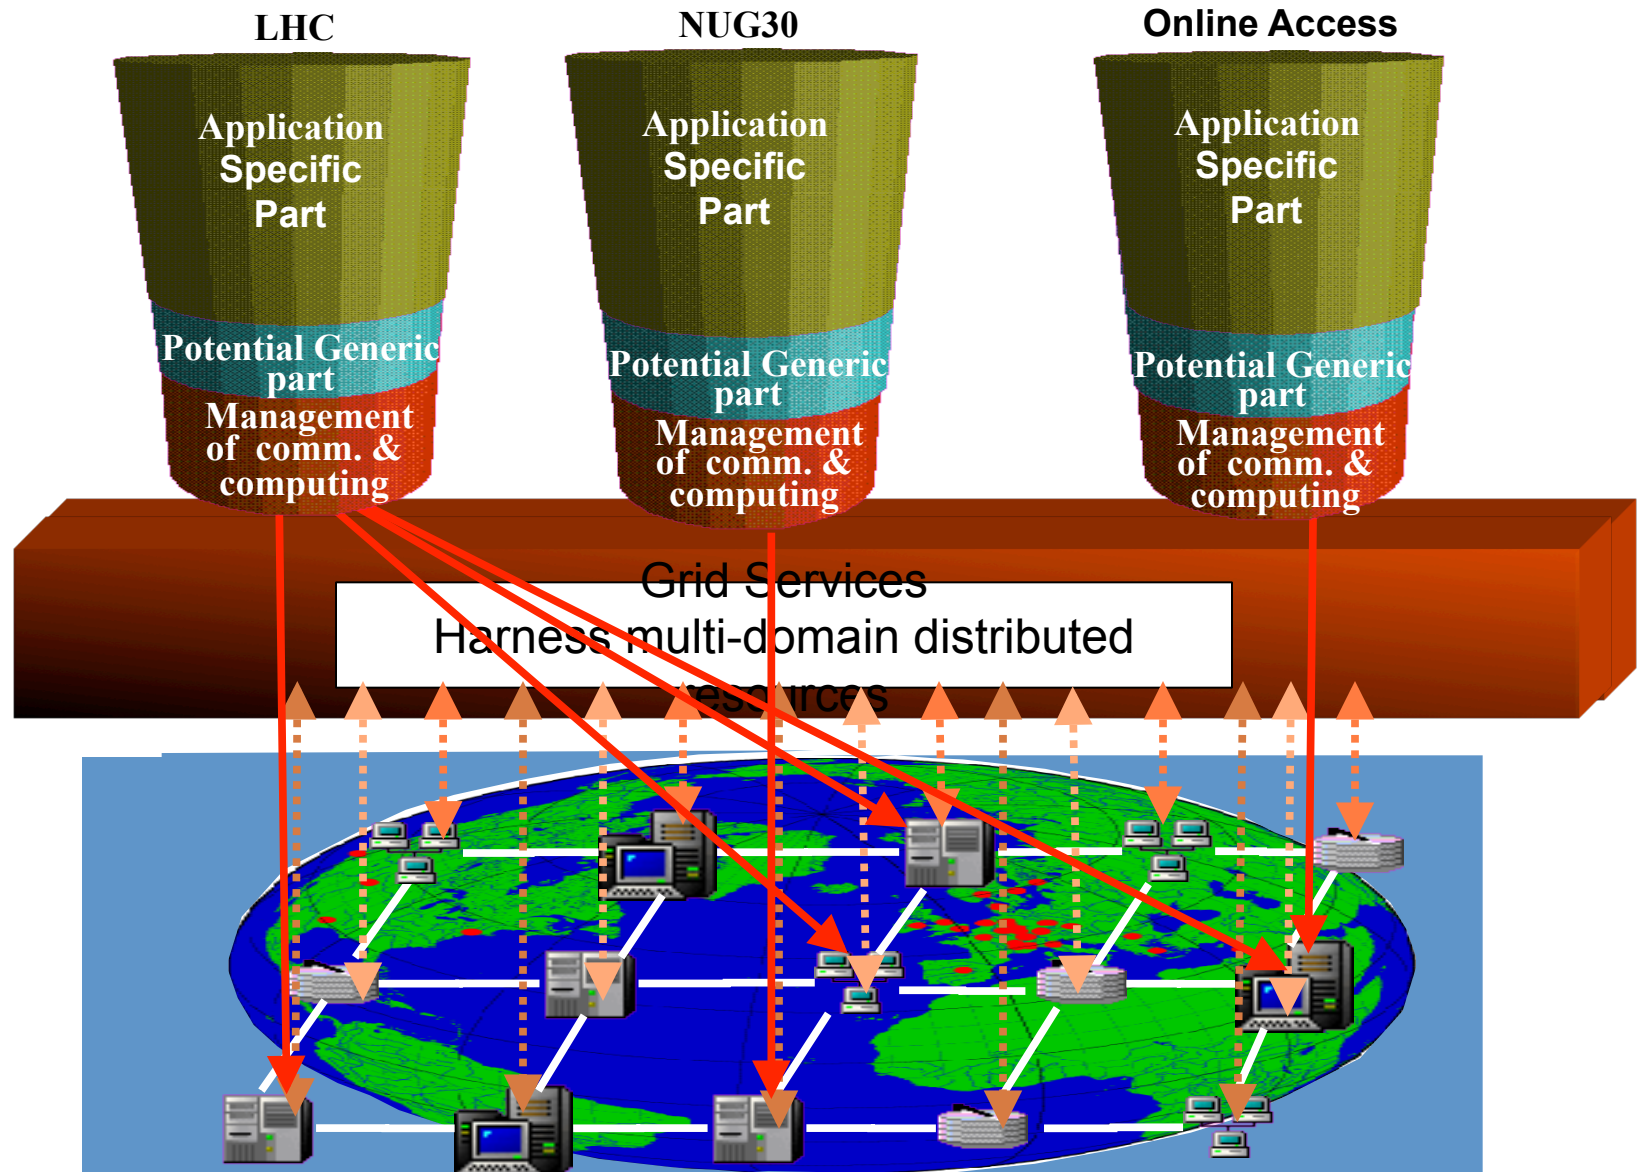 LHC
NUG30
Online Access
Application
Specific
Part
Potential Generic
part
Management
of comm. &
computing
Application
Specific
Part
Potential Generic
part
Management
of comm. &
computing
Application
Specific
Part
Potential Generic
part
Management
of comm. &
computing
Grid Services
Harness multi-domain distributed
resources